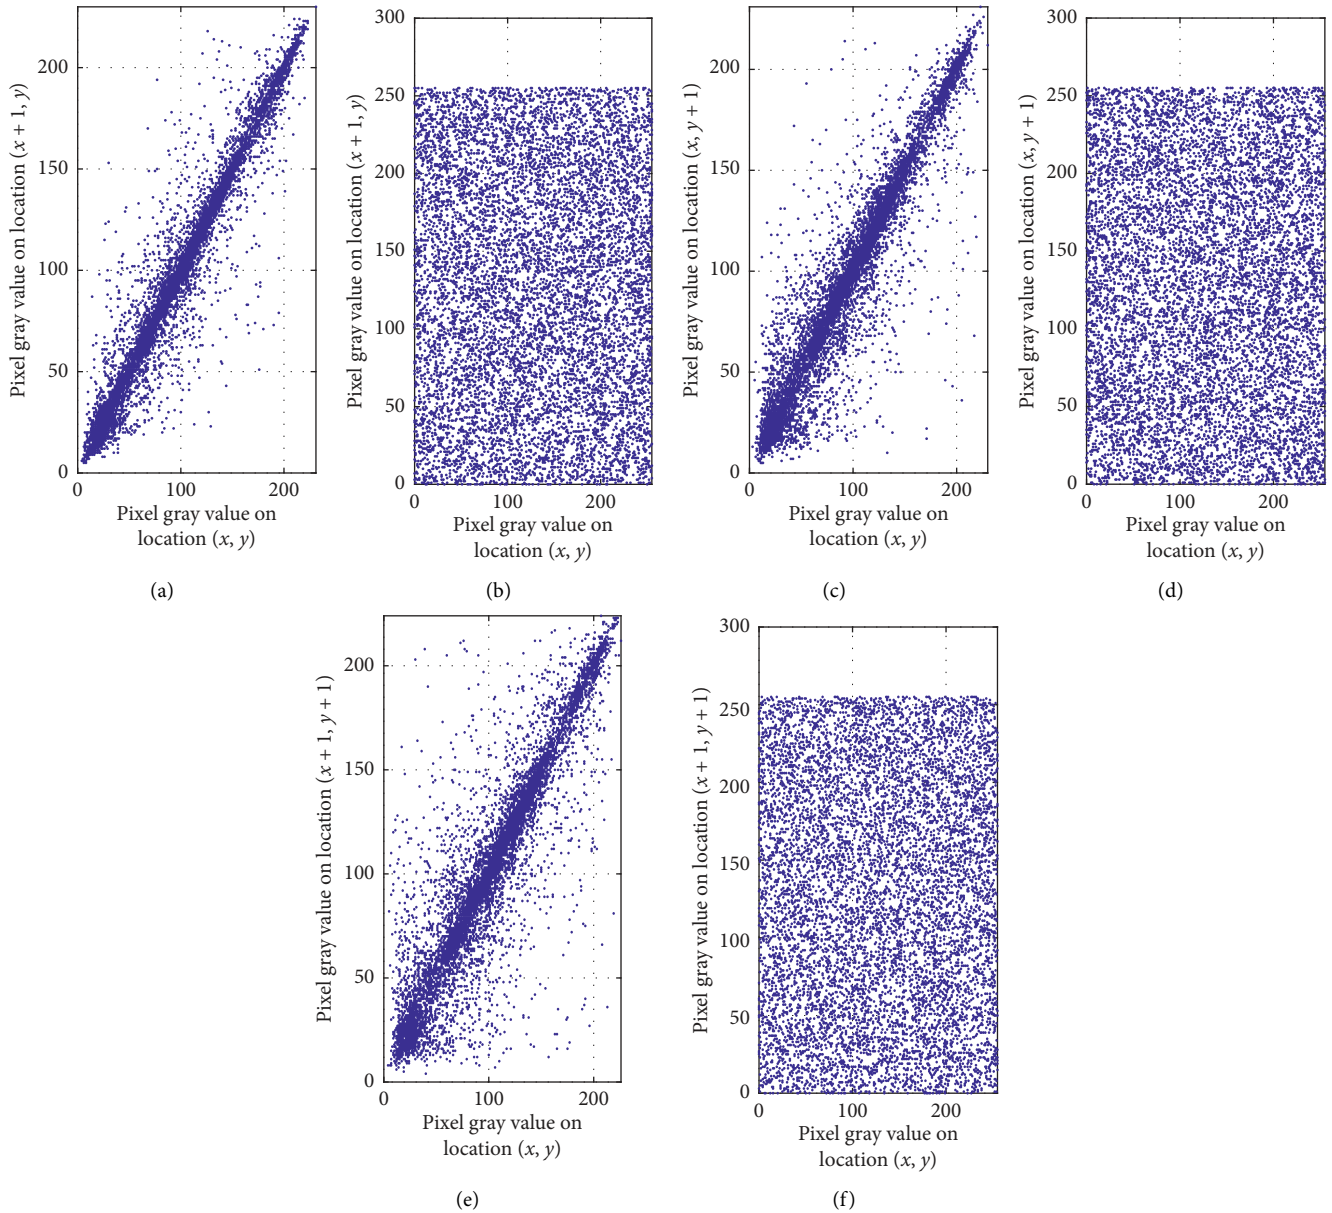 Pixel gray value on location (x + 1, y)
200
150
100
50
0
0
100
200
Pixel gray value on
location (x, y)
(a)
Pixel gray value on location (x + 1, y)
300
250
200
150
100
50
0
0
100
200
Pixel gray value on
location (x, y)
(b)
Pixel gray value on location (x, y + 1)
200
150
100
50
0
0
100
200
Pixel gray value on
location (x, y)
(c)
Pixel gray value on location (x, y + 1)
300
250
200
150
100
50
0
0
100
200
Pixel gray value on
location (x, y)
(d)
Pixel gray value on location (x + 1, y + 1)
200
150
100
50
0
0
100
200
Pixel gray value on
location (x, y)
(e)
Pixel gray value on location (x + 1, y + 1)
300
250
200
150
100
50
0
0
100
200
Pixel gray value on
location (x, y)
(f)